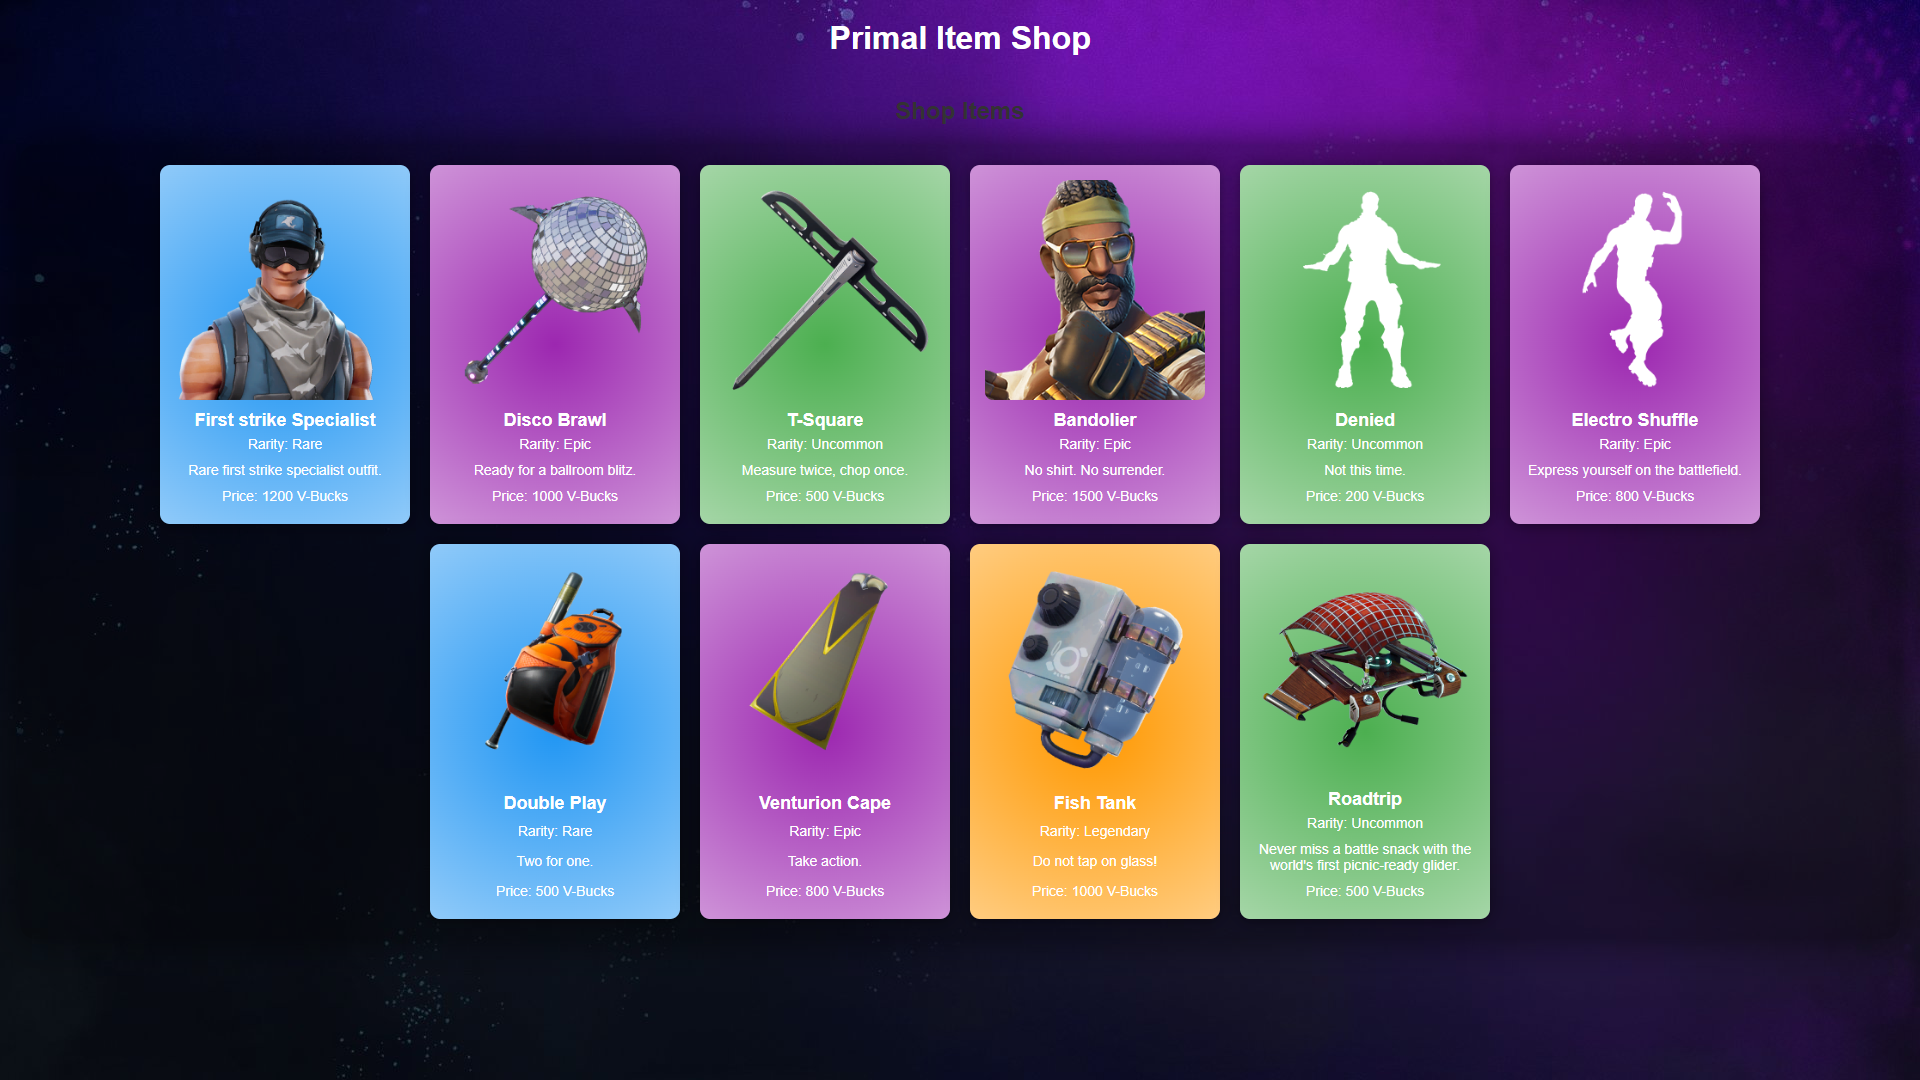 Primal Item Shop
Shop Items
First strike Specialist
Rarity: Rare
Rare first strike specialist outfit.
Price: 1200 V-Bucks
Disco Brawl
Rarity: Epic
Ready for a ballroom blitz.
Price: 1000 V-Bucks
T-Square
Rarity: Uncommon
Measure twice, chop once.
Price: 500 V-Bucks
Bandolier
Rarity: Epic
No shirt. No surrender.
Price: 1500 V-Bucks
Denied
Rarity: Uncommon
Not this time.
Price: 200 V-Bucks
Electro Shuffle
Rarity: Epic
Express yourself on the battlefield.
Price: 800 V-Bucks
Double Play
Rarity: Rare
Two for one.
Price: 500 V-Bucks
Venturion Cape
Rarity: Epic
Take action.
Price: 800 V-Bucks
Fish Tank
Rarity: Legendary
Do not tap on glass!
Price: 1000 V-Bucks
Roadtrip
Rarity: Uncommon
Never miss a battle snack with the
world's first picnic-ready glider.
Price: 500 V-Bucks